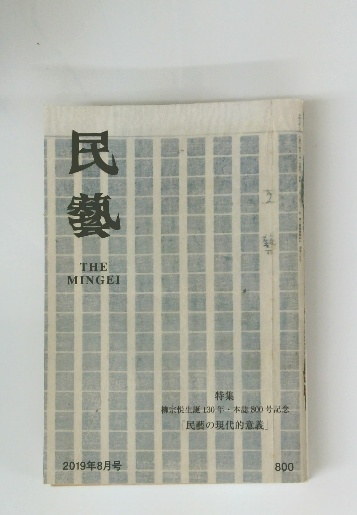 民
藝
THE
MINGEI
工
藝
特集
柳宗悦生誕130年・本誌800号記念
「民藝の現代的意義」
2019年8月号
800